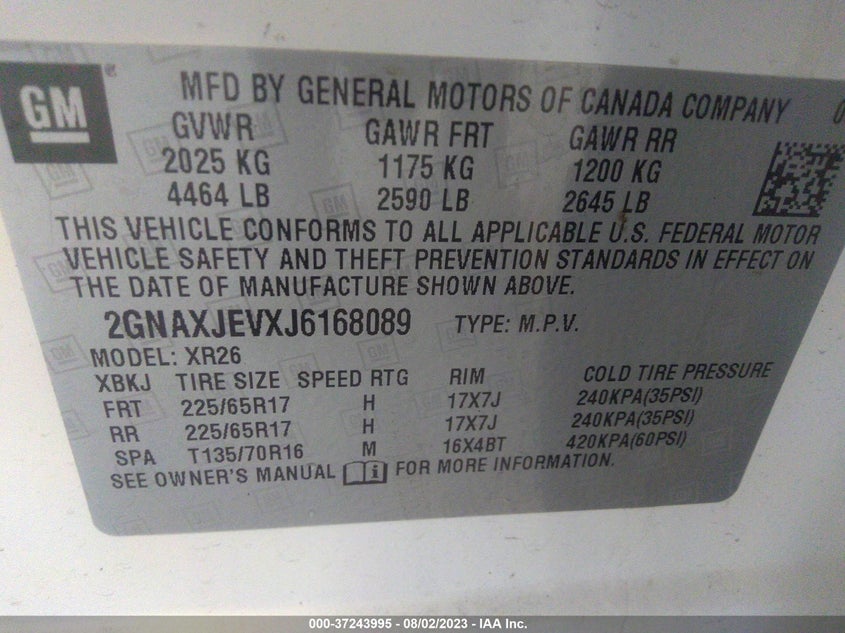 GM
MFD BY GENERAL MOTORS OF CANADA COMPANY 0
GVWR GAWR FRT GAWR RR
2025 KG 1175 KG 1200 KG
4464 LB 2590 LB 2645 LB
THIS VEHICLE CONFORMS TO ALL APPLICABLE U.S. FEDERAL MOTOR
VEHICLE SAFETY AND THEFT PREVENTION STANDARDS IN EFFECT ON
THE DATE OF MANUFACTURE SHOWN ABOVE.
2GNAXJEVXJ6168089 TYPE: M.P.V.
MODEL: XR26
XBKJ TIRE SIZE SPEED RTG RIM COLD TIRE PRESSURE
FRT 225/65R17 H 17X7J 240KPA(35PSI)
RR 225/65R17 H 17X7J 240KPA(35PSI)
SPA T135/70R16 M 16X4BT 420KPA(60PSI)
SEE OWNER'S MANUAL i FOR MORE INFORMATION.
000-37243995 - 08/02/2023 - IAA Inc.